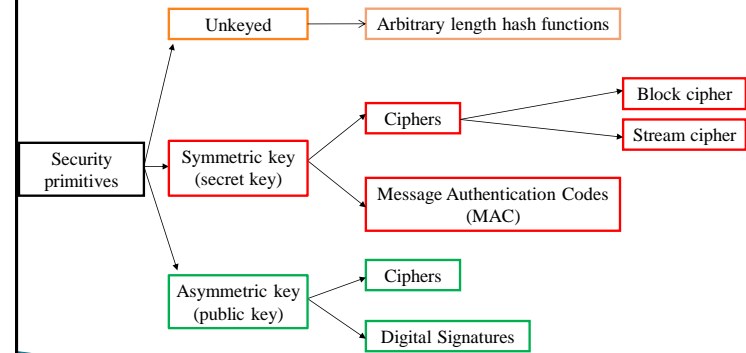 Unkeyed
Arbitrary length hash functions
Block cipher
Ciphers
Stream cipher
Security
primitives
Symmetric key
(secret key)
Message Authentication Codes
(MAC)
Ciphers
Asymmetric key
(public key)
Digital Signatures